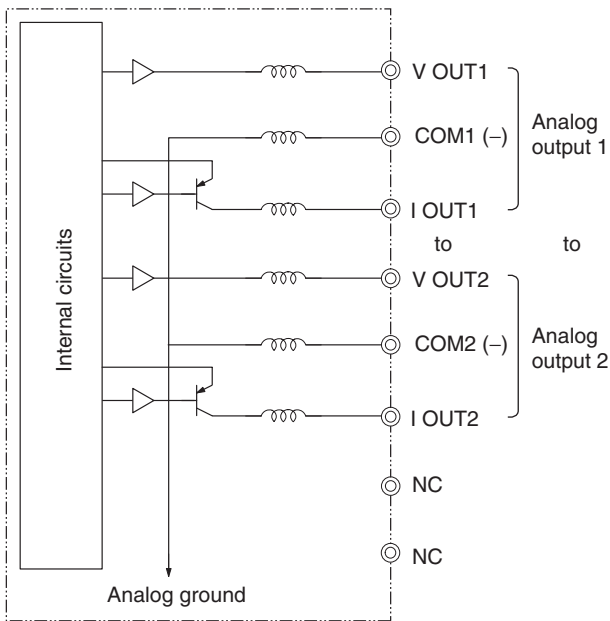 Internal circuits
V OUT1
COM1 (−)
Analog
output 1
I OUT1
to
to
V OUT2
COM2 (−)
Analog
output 2
I OUT2
NC
NC
Analog ground